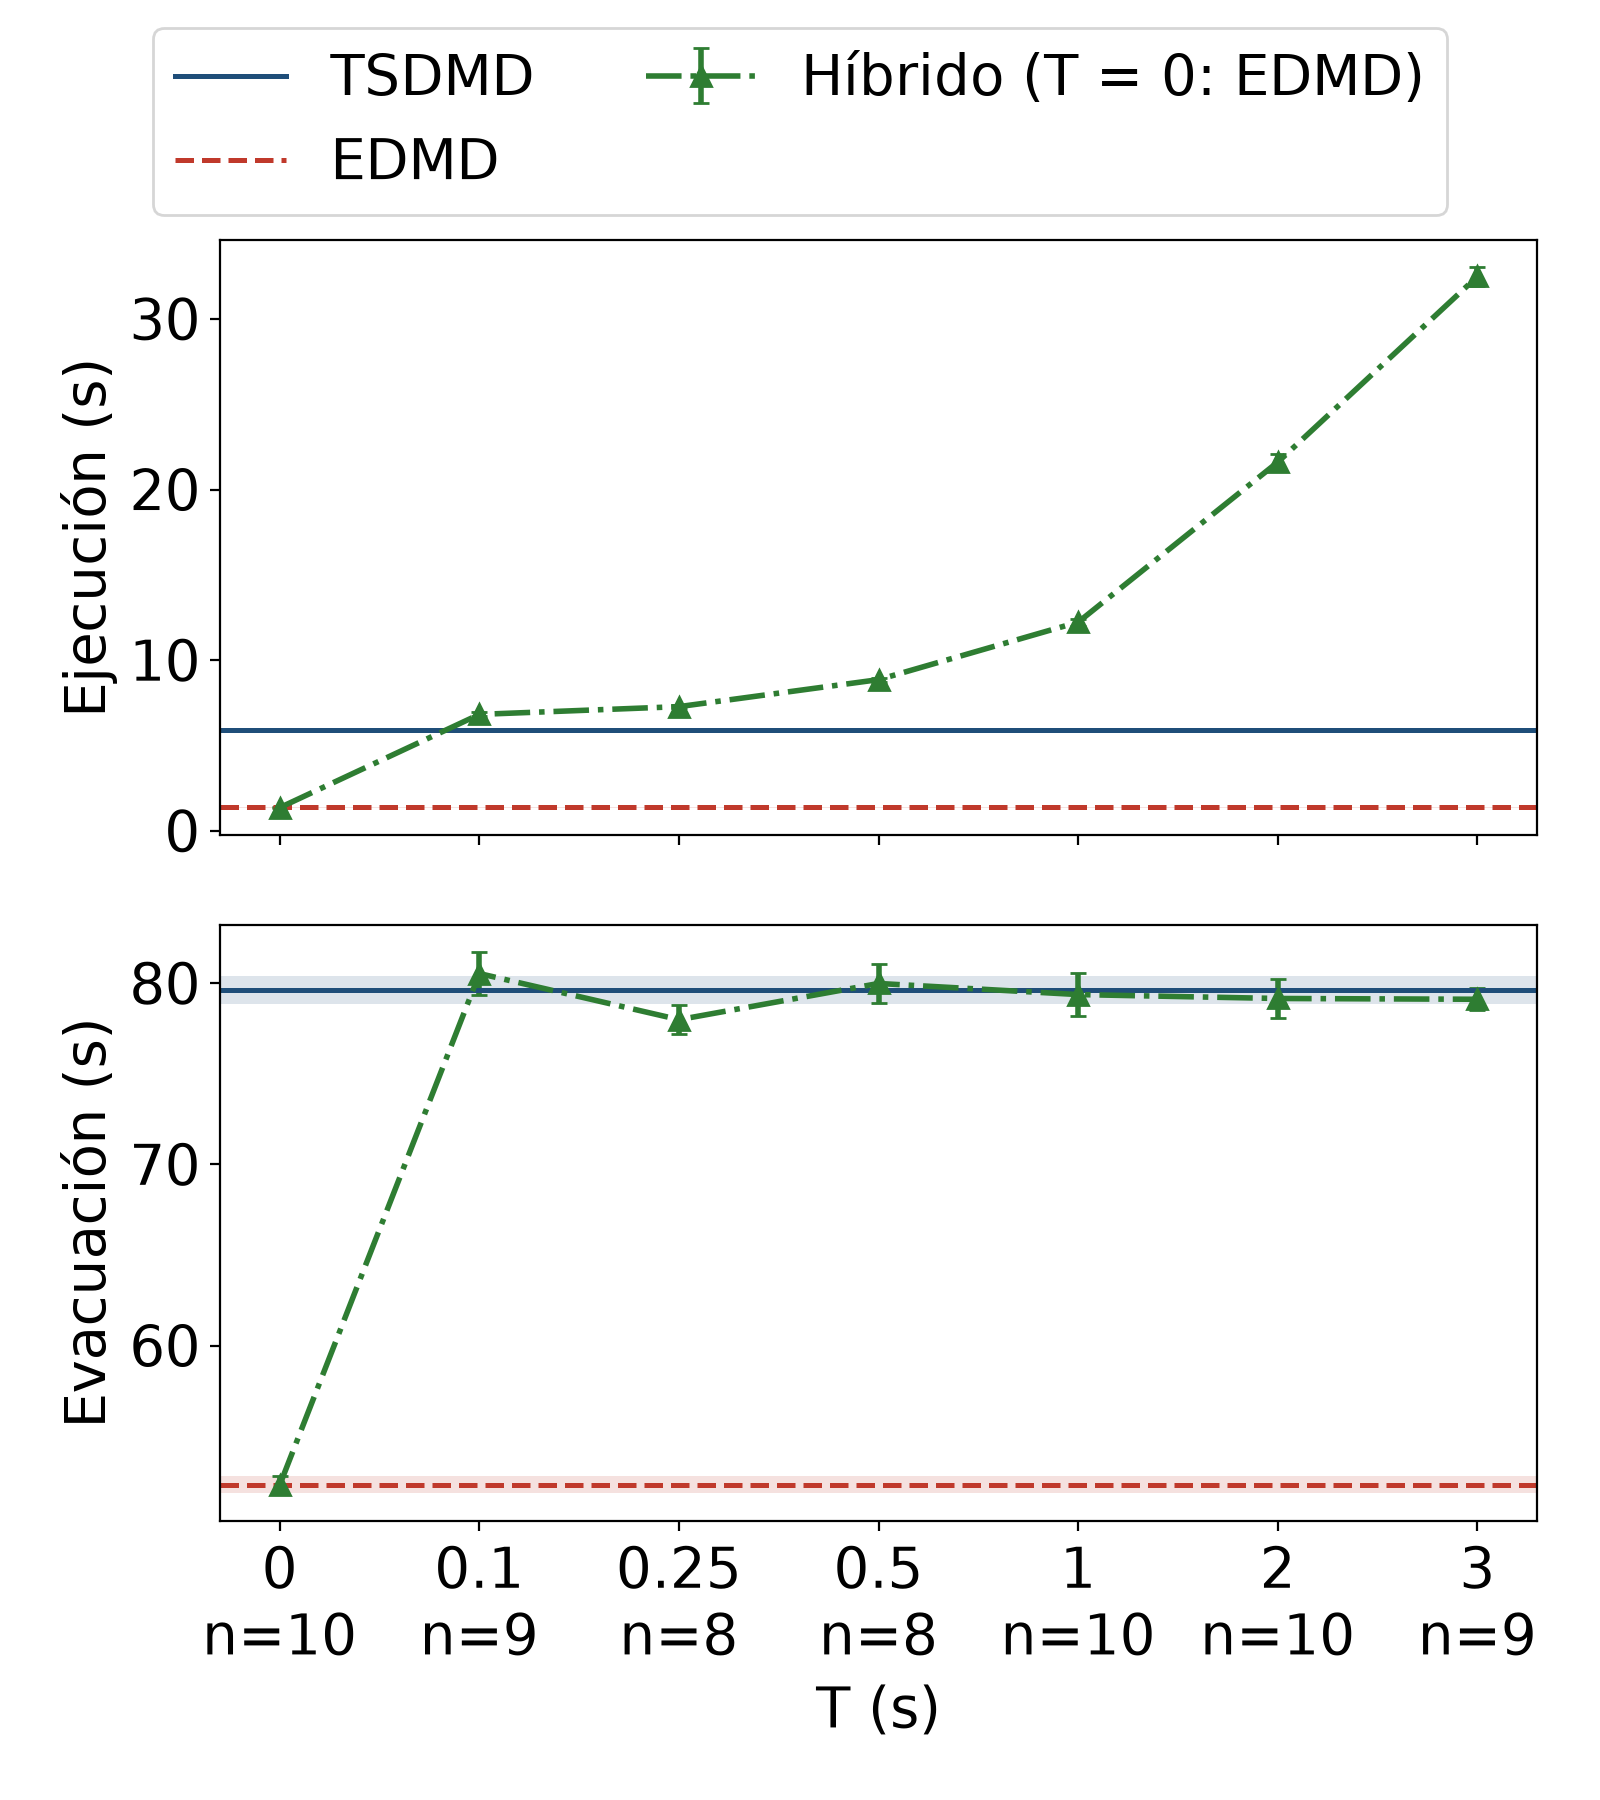 TSDMD
Híbrido (T = 0: EDMD)
EDMD
Ejecución (s)
30
20
10
0
Evacuación (s)
80
70
60
0 0.1 0.25 0.5 1 2 3
n=10 n=9 n=8 n=8 n=10 n=10 n=9
T (s)